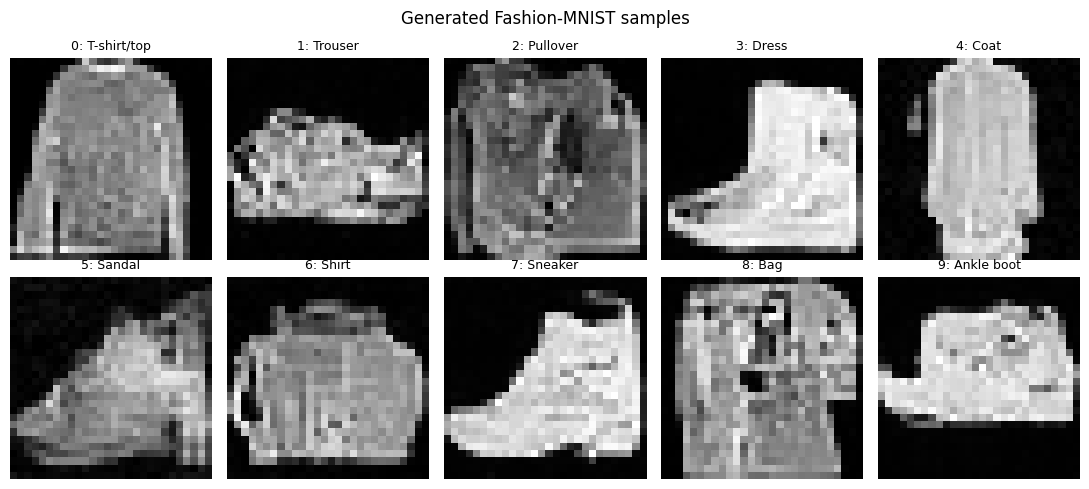 Generated Fashion-MNIST samples
0: T-shirt/top
1: Trouser
2: Pullover
3: Dress
4: Coat
5: Sandal
6: Shirt
7: Sneaker
8: Bag
9: Ankle boot